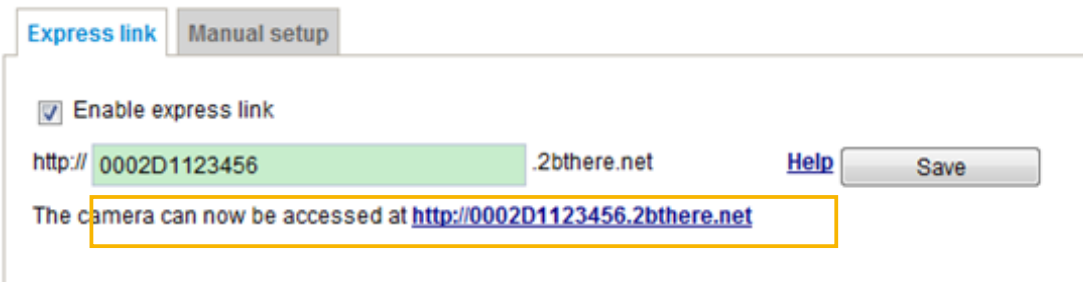 Express link Manual setup
Enable express link
http:// 0002D1123456 .2bthere.net Help Save
The camera can now be accessed at http://0002D1123456.2bthere.net